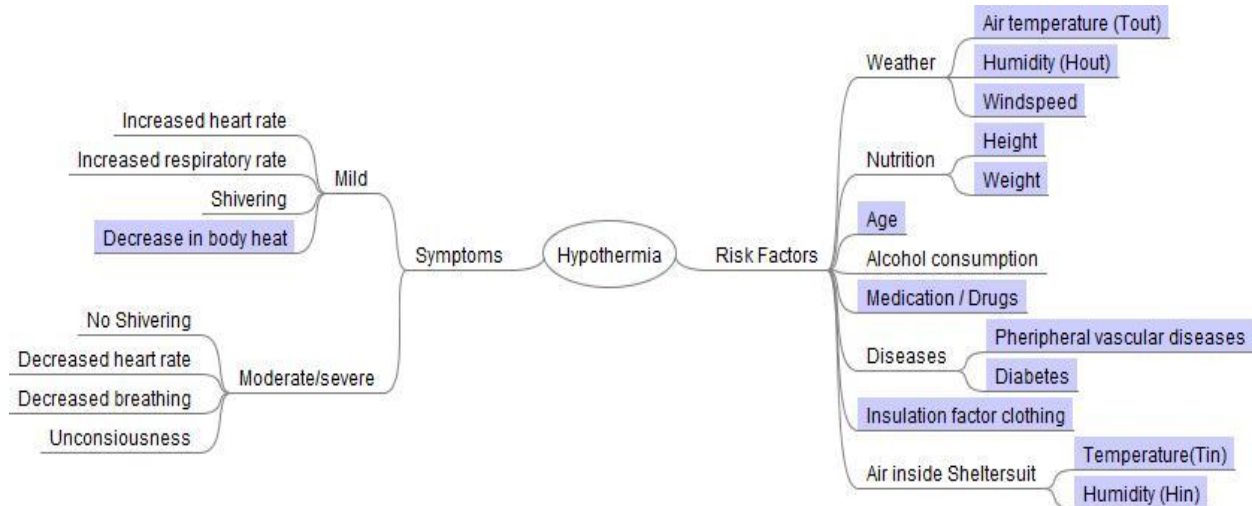 Hypothermia
Symptoms
Mild
Increased heart rate
Increased respiratory rate
Shivering
Decrease in body heat
Moderate/severe
No Shivering
Decreased heart rate
Decreased breathing
Unconsiousness
Risk Factors
Weather
Air temperature (Tout)
Humidity (Hout)
Windspeed
Nutrition
Height
Weight
Age
Alcohol consumption
Medication / Drugs
Diseases
Pheripheral vascular diseases
Diabetes
Insulation factor clothing
Air inside Sheltersuit
Temperature(Tin)
Humidity (Hin)